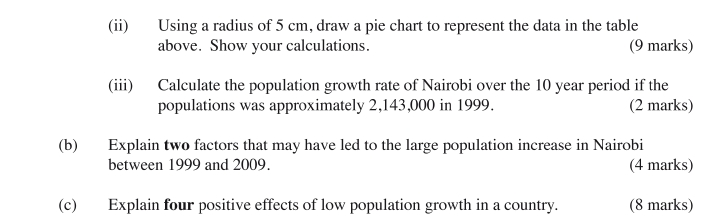 (ii) Using a radius of 5 cm, draw a pie chart to represent the data in the table
above. Show your calculations. (9 marks)
(iii) Calculate the population growth rate of Nairobi over the 10 year period if the
populations was approximately 2,143,000 in 1999. (2 marks)
(b) Explain two factors that may have led to the large population increase in Nairobi
between 1999 and 2009. (4 marks)
(c) Explain four positive effects of low population growth in a country. (8 marks)